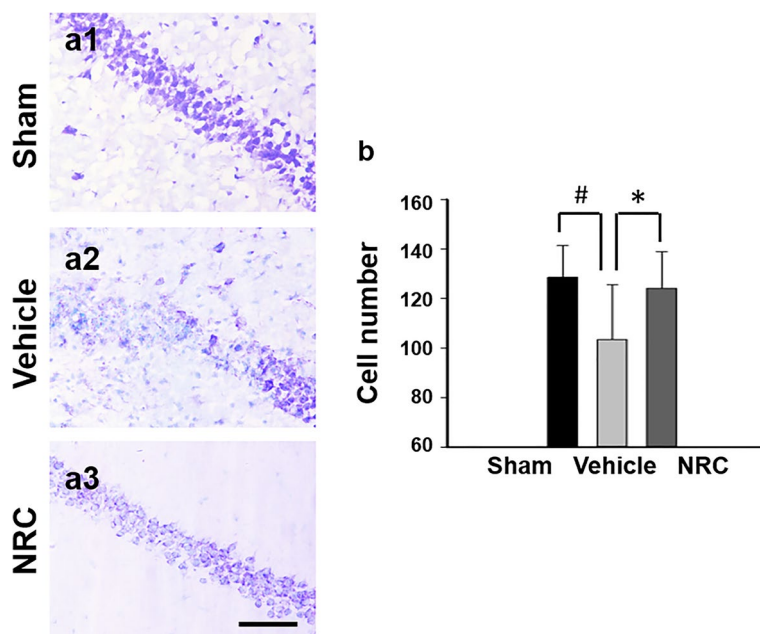 Sham
a1
Vehicle
a2
NRC
a3
b
Cell number
160
140
120
100
80
60
#
*
Sham Vehicle NRC